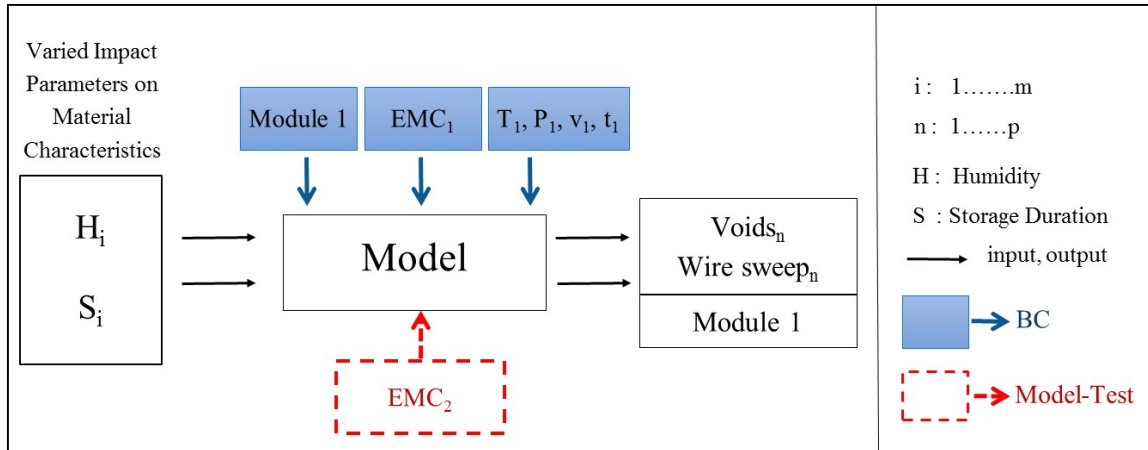 Varied Impact
Parameters on
Material
Characteristics
Hᵢ
Sᵢ
Module 1
EMC₁
T₁, P₁, v₁, t₁
Model
EMC₂
Voidsₙ
Wire sweepₙ
Module 1
i : 1.......m
n : 1......p
H : Humidity
S : Storage Duration
input, output
BC
Model-Test